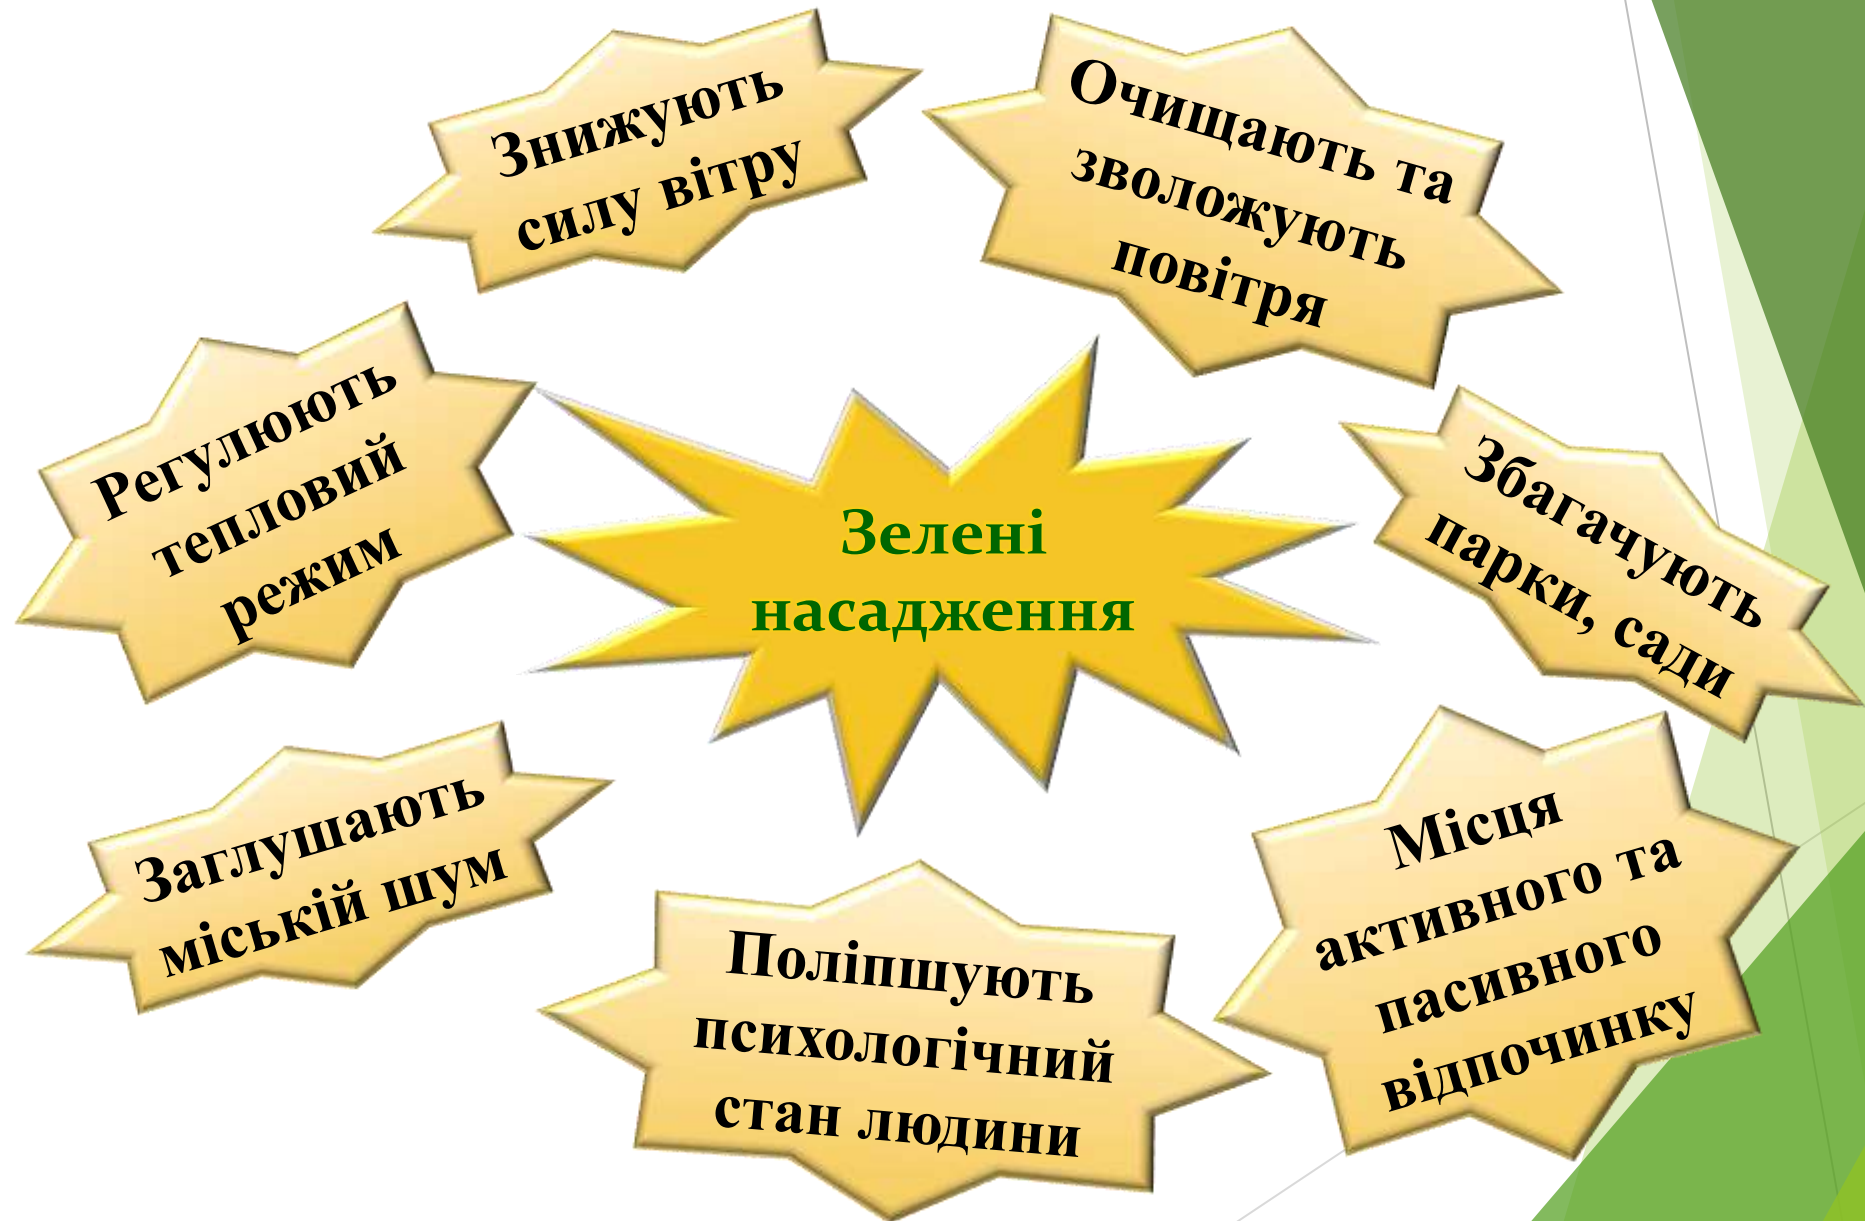 Знижують
силу вітру
Очищають та
зволожують
повітря
Регулюють
тепловий
режим
Зелені
насадження
Збагачують
парки, сади
Заглушають
міській шум
Поліпшують
психологічний
стан людини
Місця
активного та
пасивного
відпочинку